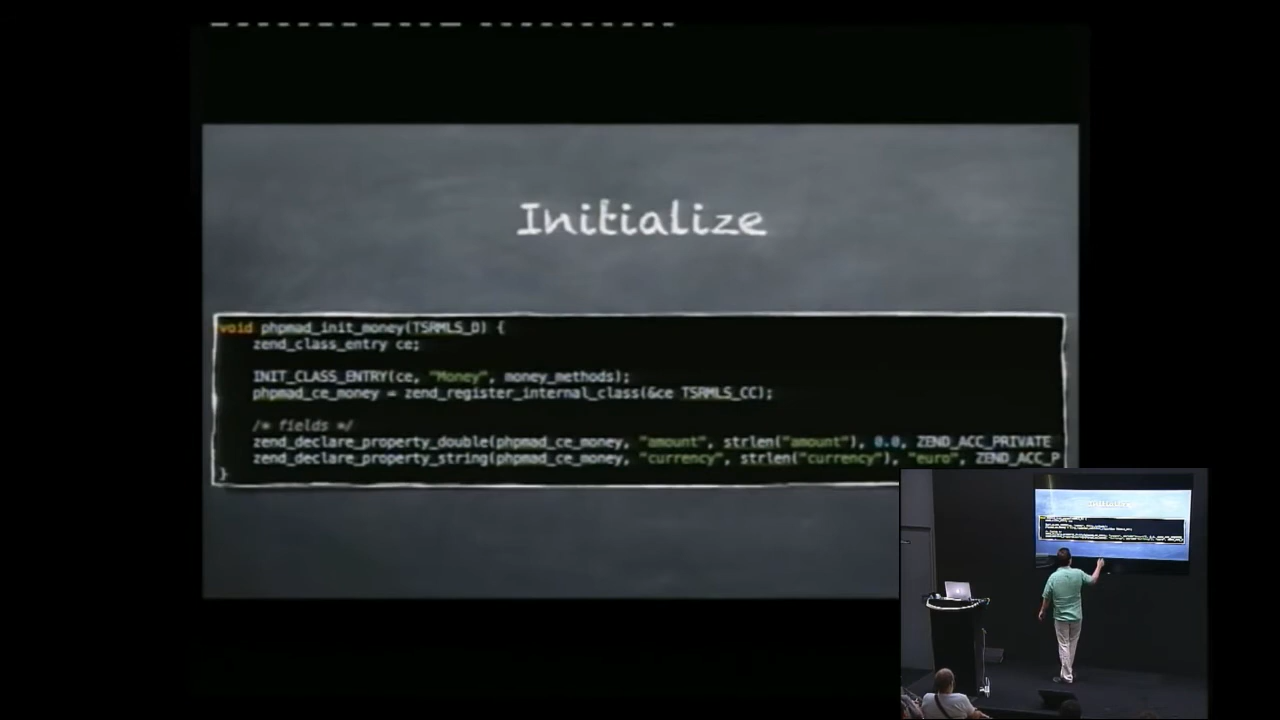 Initialize
void phpmad_init_money(TSRMLS_D) {
zend_class_entry ce;
INIT_CLASS_ENTRY(ce, "Money", money_methods);
phpmad_ce_money = zend_register_internal_class(&ce TSRMLS_CC);
/* fields */
zend_declare_property_double(phpmad_ce_money, "amount", strlen("amount"), 0.0, ZEND_ACC_PRIVATE
zend_declare_property_string(phpmad_ce_money, "currency", strlen("currency"), "euro", ZEND_ACC_P
}
Initialize